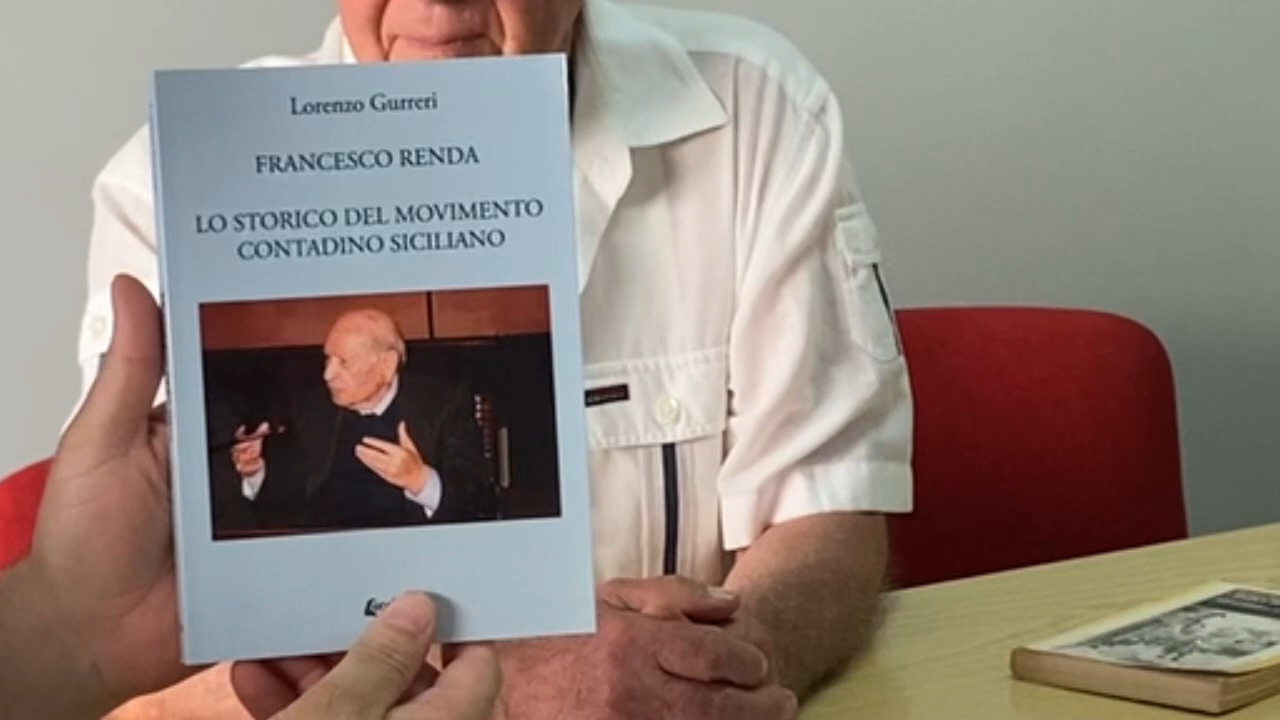 Lorenzo Gurreri
FRANCESCO RENDA
LO STORICO DEL MOVIMENTO
CONTADINO SICILIANO